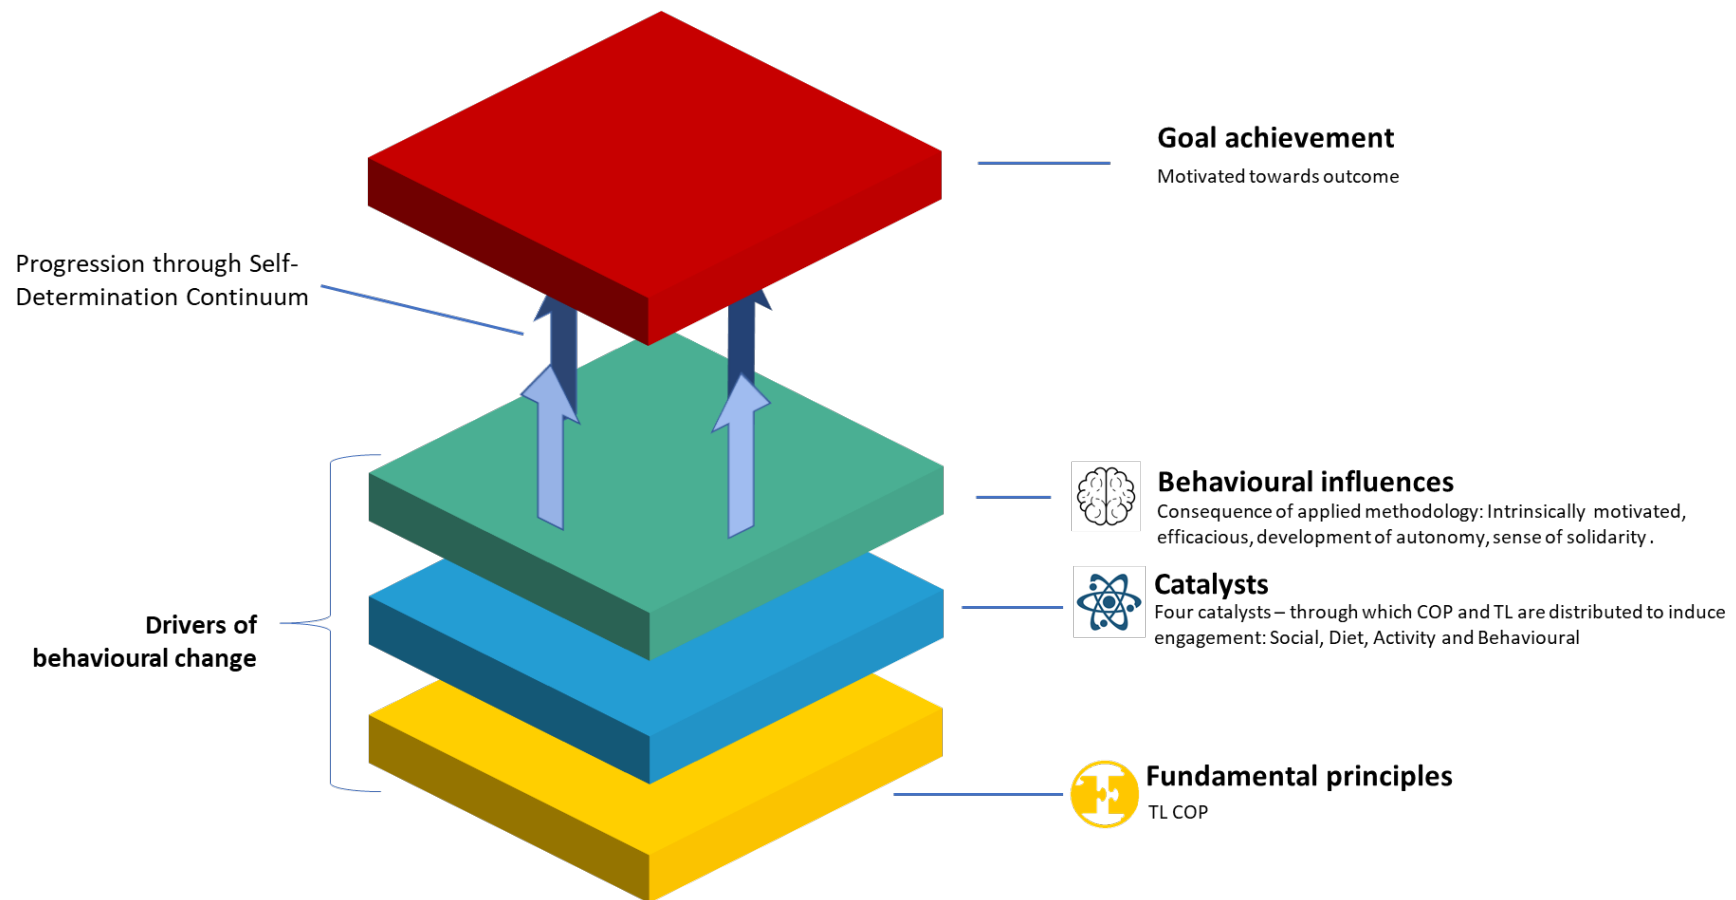 Goal achievement
Motivated towards outcome
Progression through Self-
Determination Continuum
Behavioural influences
Consequence of applied methodology: Intrinsically motivated,
efficacious, development of autonomy, sense of solidarity.
Catalysts
Four catalysts – through which COP and TL are distributed to induce
engagement: Social, Diet, Activity and Behavioural
Drivers of
behavioural change
Fundamental principles
TL COP